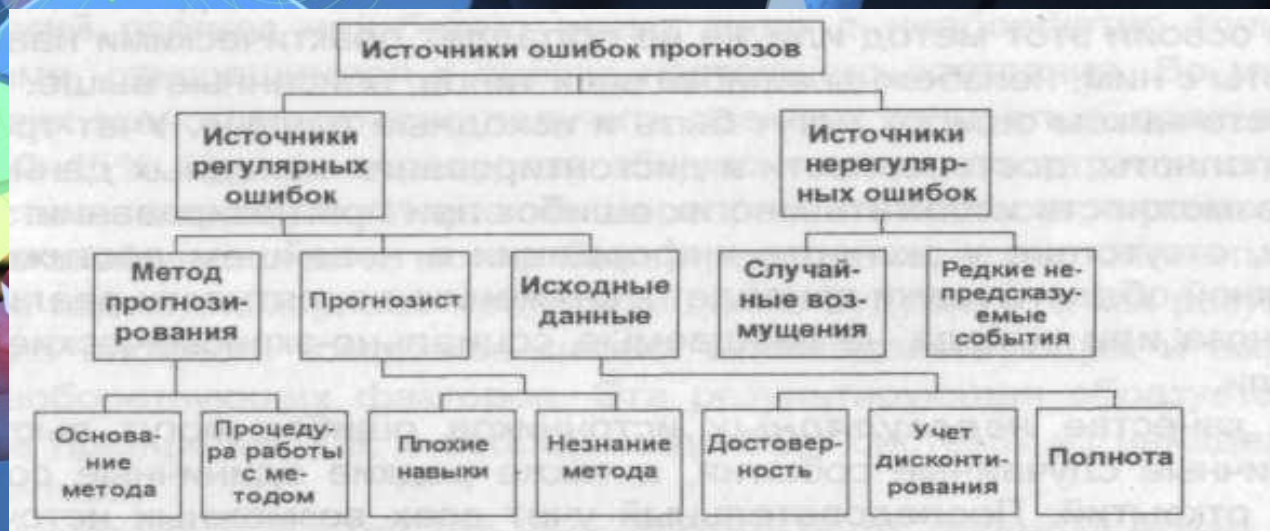 Источники ошибок прогнозов
Источники
регулярных
ошибок
Источники
нерегуляр-
ных ошибок
Метод
прогнози-
рования
Прогнозист
Исходные
данные
Случай-
ные воз-
мущения
Редкие не-
предсказу-
емые
события
Основа-
ние
метода
Процеду-
ра работы
с ме-
тодом
Плохие
навыки
Незнание
метода
Достовер-
ность
Учет
дисконти-
рования
Полнота